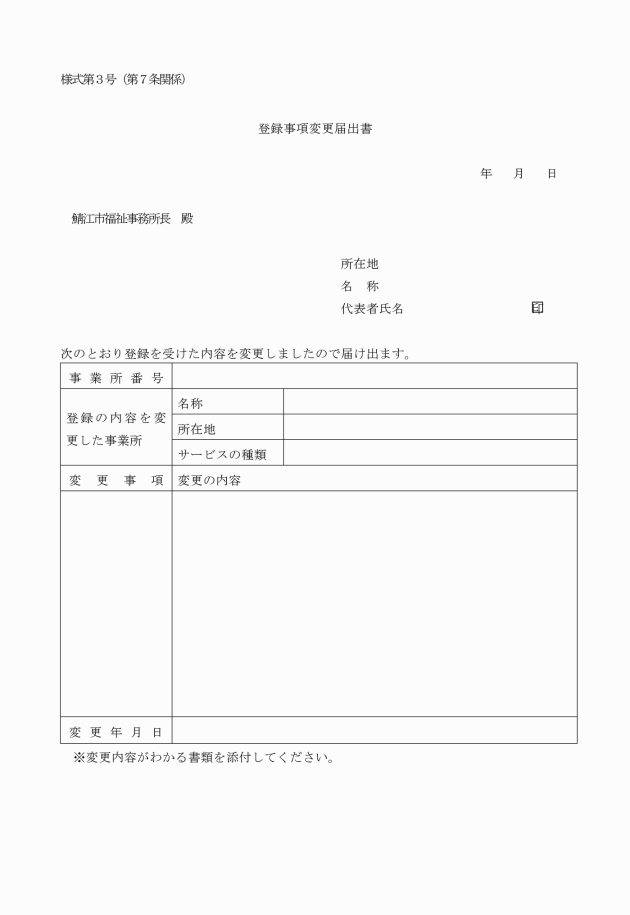 様式第３号（第７条関係）
登録事項変更届出書
年　　月　　日
鯖江市福祉事務所長　殿
所在地
名　称
代表者氏名　　　　　　　　　　印
次のとおり登録を受けた内容を変更しましたので届け出ます。
事業所番号
登録の内容を変
更した事業所
名称
所在地
サービスの種類
変更事項　変更の内容
変更年月日
※変更内容がわかる書類を添付してください。